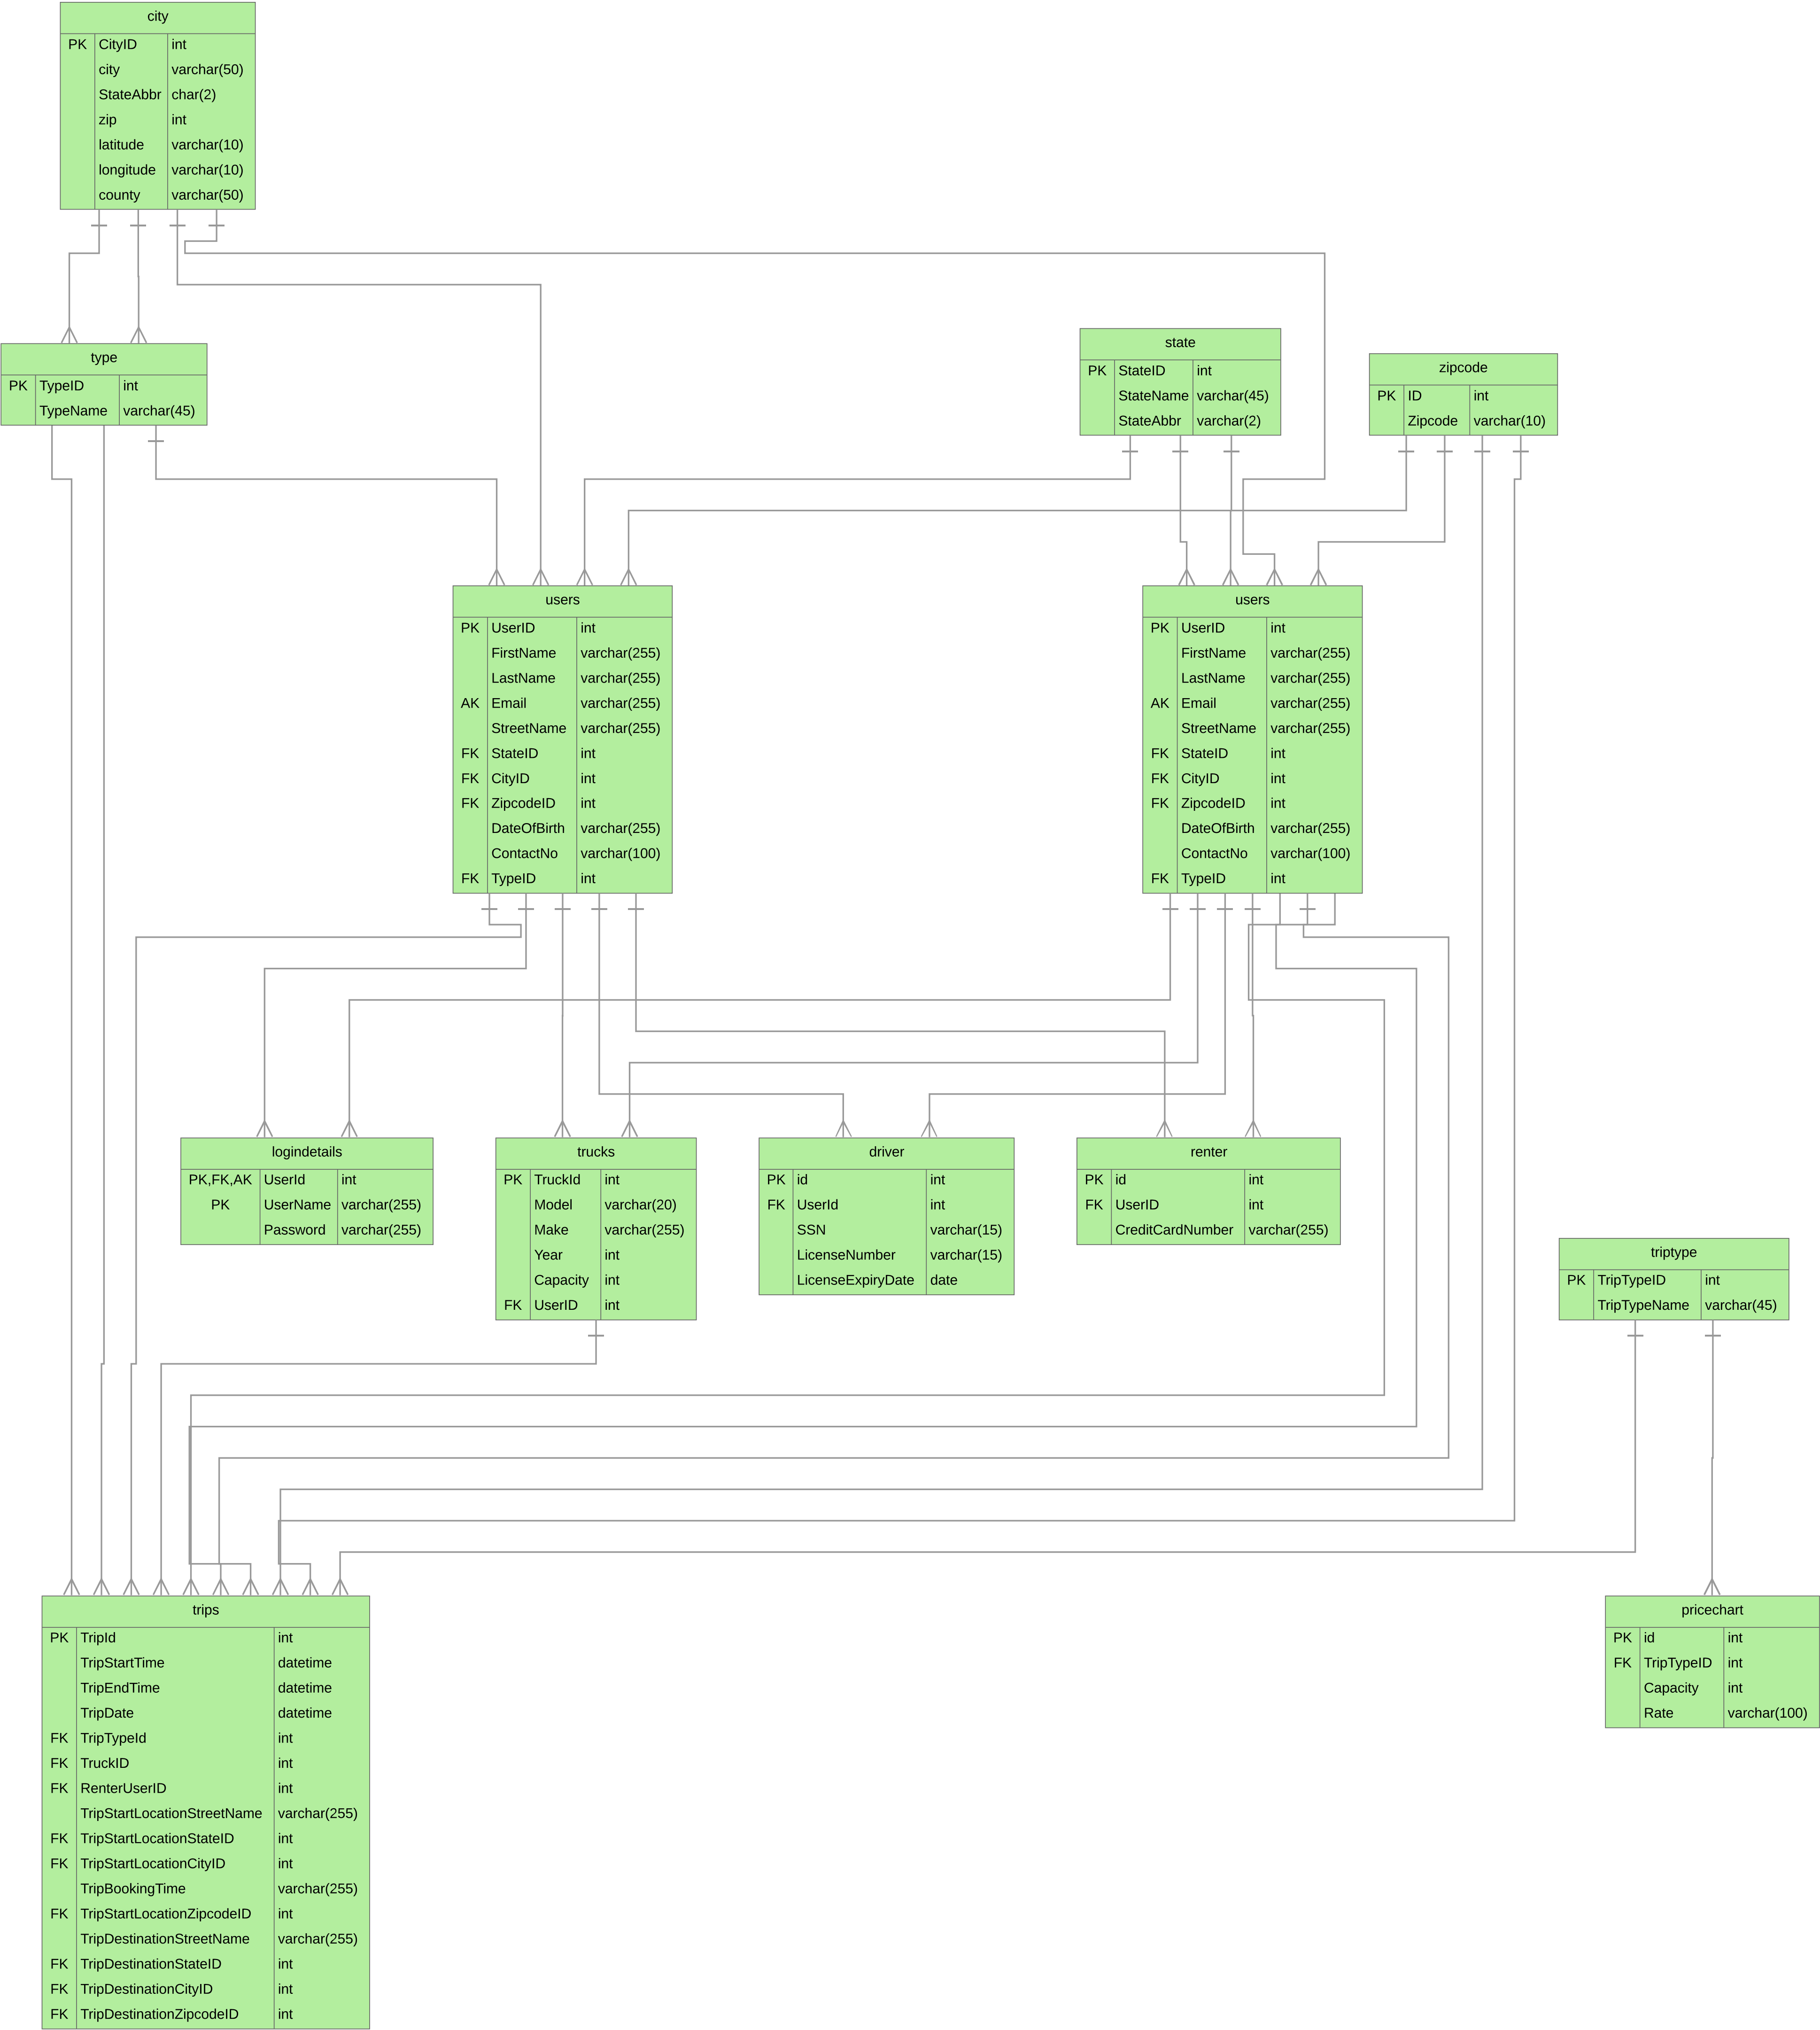 city
PK CityID int
city varchar(50)
StateAbbr char(2)
zip int
latitude varchar(10)
longitude varchar(10)
county varchar(50)
type
PK TypeID int
TypeName varchar(45)
state
PK StateID int
StateName varchar(45)
StateAbbr varchar(2)
zipcode
PK ID int
Zipcode varchar(10)
users
PK UserID int
FirstName varchar(255)
LastName varchar(255)
AK Email varchar(255)
StreetName varchar(255)
FK StateID int
FK CityID int
FK ZipcodeID int
DateOfBirth varchar(255)
ContactNo varchar(100)
FK TypeID int
users
PK UserID int
FirstName varchar(255)
LastName varchar(255)
AK Email varchar(255)
StreetName varchar(255)
FK StateID int
FK CityID int
FK ZipcodeID int
DateOfBirth varchar(255)
ContactNo varchar(100)
FK TypeID int
logindetails
PK,FK,AK UserId int
PK UserName varchar(255)
Password varchar(255)
trucks
PK TruckId int
Model varchar(20)
Make varchar(255)
Year int
Capacity int
FK UserID int
driver
PK id int
FK UserId int
SSN varchar(15)
LicenseNumber varchar(15)
LicenseExpiryDate date
renter
PK id int
FK UserID int
CreditCardNumber varchar(255)
triptype
PK TripTypeID int
TripTypeName varchar(45)
trips
PK TripId int
TripStartTime datetime
TripEndTime datetime
TripDate datetime
FK TripTypeId int
FK TruckID int
FK RenterUserID int
TripStartLocationStreetName varchar(255)
FK TripStartLocationStateID int
FK TripStartLocationCityID int
TripBookingTime varchar(255)
FK TripStartLocationZipcodeID int
TripDestinationStreetName varchar(255)
FK TripDestinationStateID int
FK TripDestinationCityID int
FK TripDestinationZipcodeID int
pricechart
PK id int
FK TripTypeID int
Capacity int
Rate varchar(100)